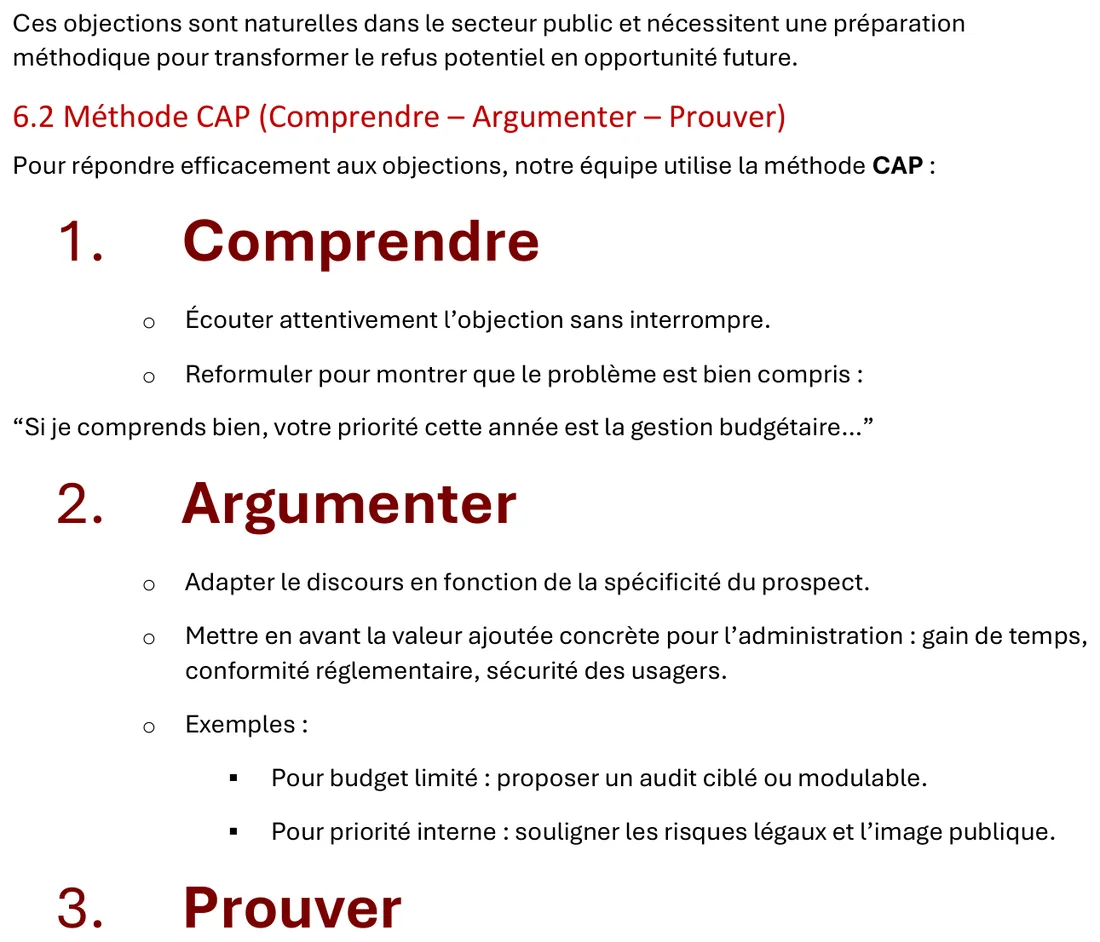 Ces objections sont naturelles dans le secteur public et nécessitent une préparation
méthodique pour transformer le refus potentiel en opportunité future.
6.2 Méthode CAP (Comprendre – Argumenter – Prouver)
Pour répondre efficacement aux objections, notre équipe utilise la méthode CAP :
1. Comprendre
o Écouter attentivement l’objection sans interrompre.
o Reformuler pour montrer que le problème est bien compris :
“Si je comprends bien, votre priorité cette année est la gestion budgétaire…”
2. Argumenter
o Adapter le discours en fonction de la spécificité du prospect.
o Mettre en avant la valeur ajoutée concrète pour l’administration : gain de temps,
conformité réglementaire, sécurité des usagers.
o Exemples :
▪ Pour budget limité : proposer un audit ciblé ou modulable.
▪ Pour priorité interne : souligner les risques légaux et l’image publique.
3. Prouver